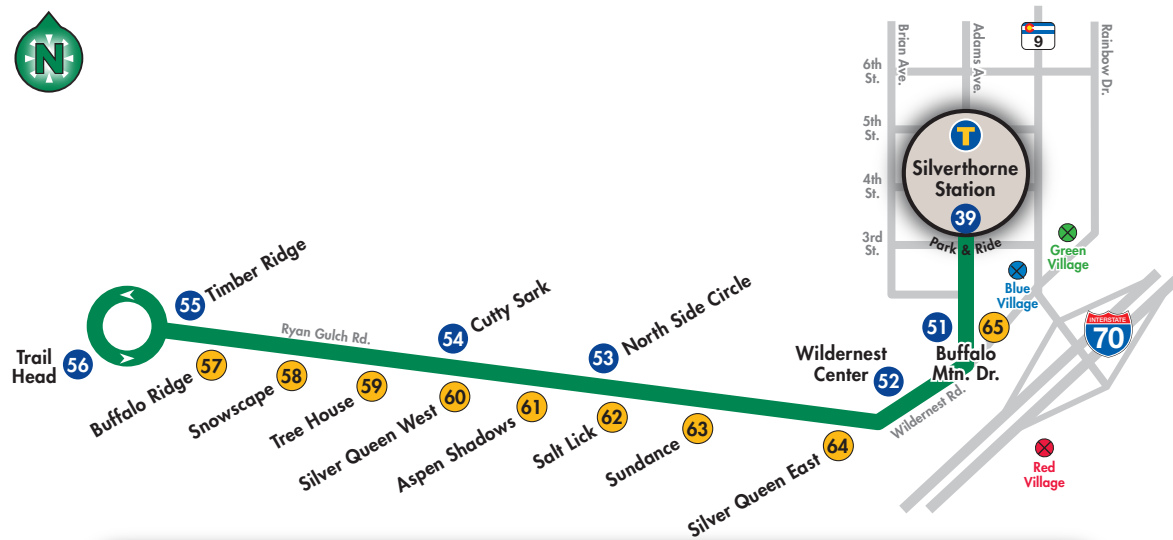 N
Brian Ave.
Adams Ave.
9
Rainbow Dr.
6th
St.
5th
St.
4th
St.
3rd
St.
T
Silverthorne
Station
39
Park & Ride
Green
Village
Blue
Village
INTERSTATE
70
Red
Village
51
65
Buffalo
Mtn. Dr.
Wildernest
Center
52
Wildernest Rd.
53
North Side Circle
54
Cutty Sark
Ryan Gulch Rd.
55
Timber Ridge
Trail
Head
56
Buffalo Ridge
57
Snowscape
58
Tree House
59
Silver Queen West
60
Aspen Shadows
61
Salt Lick
62
Sundance
63
Silver Queen East
64